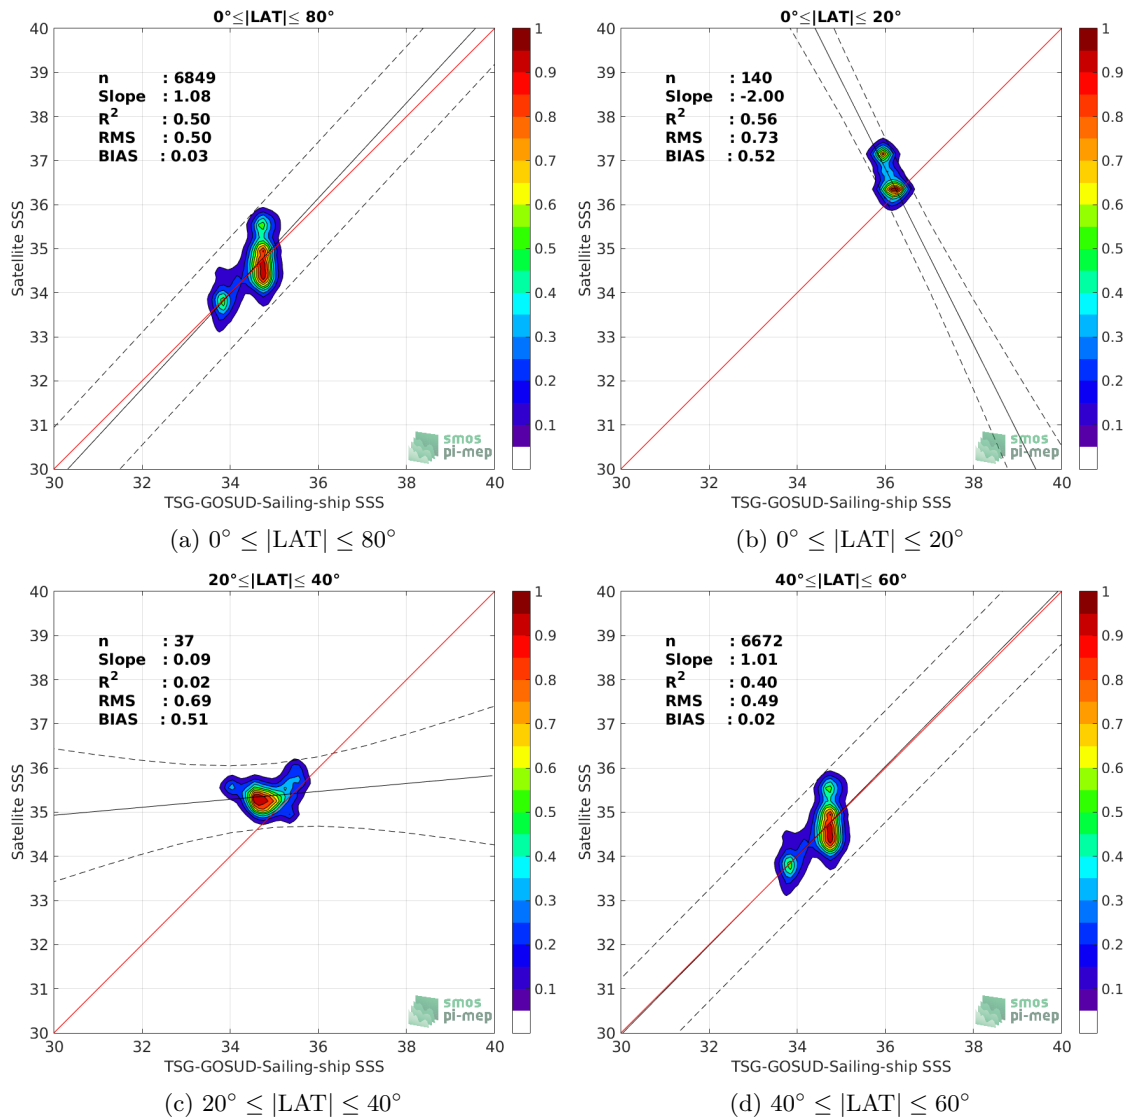 0°≤|LAT|≤ 80°
n : 6849
Slope : 1.08
R² : 0.50
RMS : 0.50
BIAS : 0.03
40
39
38
37
36
35
34
33
32
31
30
Satellite SSS
30 32 34 36 38 40
TSG-GOSUD-Sailing-ship SSS
1
0.9
0.8
0.7
0.6
0.5
0.4
0.3
0.2
0.1
smos
pi-mep
(a) 0° ≤ |LAT| ≤ 80°
0°≤|LAT|≤ 20°
n : 140
Slope : -2.00
R² : 0.56
RMS : 0.73
BIAS : 0.52
40
39
38
37
36
35
34
33
32
31
30
Satellite SSS
30 32 34 36 38 40
TSG-GOSUD-Sailing-ship SSS
1
0.9
0.8
0.7
0.6
0.5
0.4
0.3
0.2
0.1
smos
pi-mep
(b) 0° ≤ |LAT| ≤ 20°
20°≤|LAT|≤ 40°
n : 37
Slope : 0.09
R² : 0.02
RMS : 0.69
BIAS : 0.51
40
39
38
37
36
35
34
33
32
31
30
Satellite SSS
30 32 34 36 38 40
TSG-GOSUD-Sailing-ship SSS
1
0.9
0.8
0.7
0.6
0.5
0.4
0.3
0.2
0.1
smos
pi-mep
(c) 20° ≤ |LAT| ≤ 40°
40°≤|LAT|≤ 60°
n : 6672
Slope : 1.01
R² : 0.40
RMS : 0.49
BIAS : 0.02
40
39
38
37
36
35
34
33
32
31
30
Satellite SSS
30 32 34 36 38 40
TSG-GOSUD-Sailing-ship SSS
1
0.9
0.8
0.7
0.6
0.5
0.4
0.3
0.2
0.1
smos
pi-mep
(d) 40° ≤ |LAT| ≤ 60°